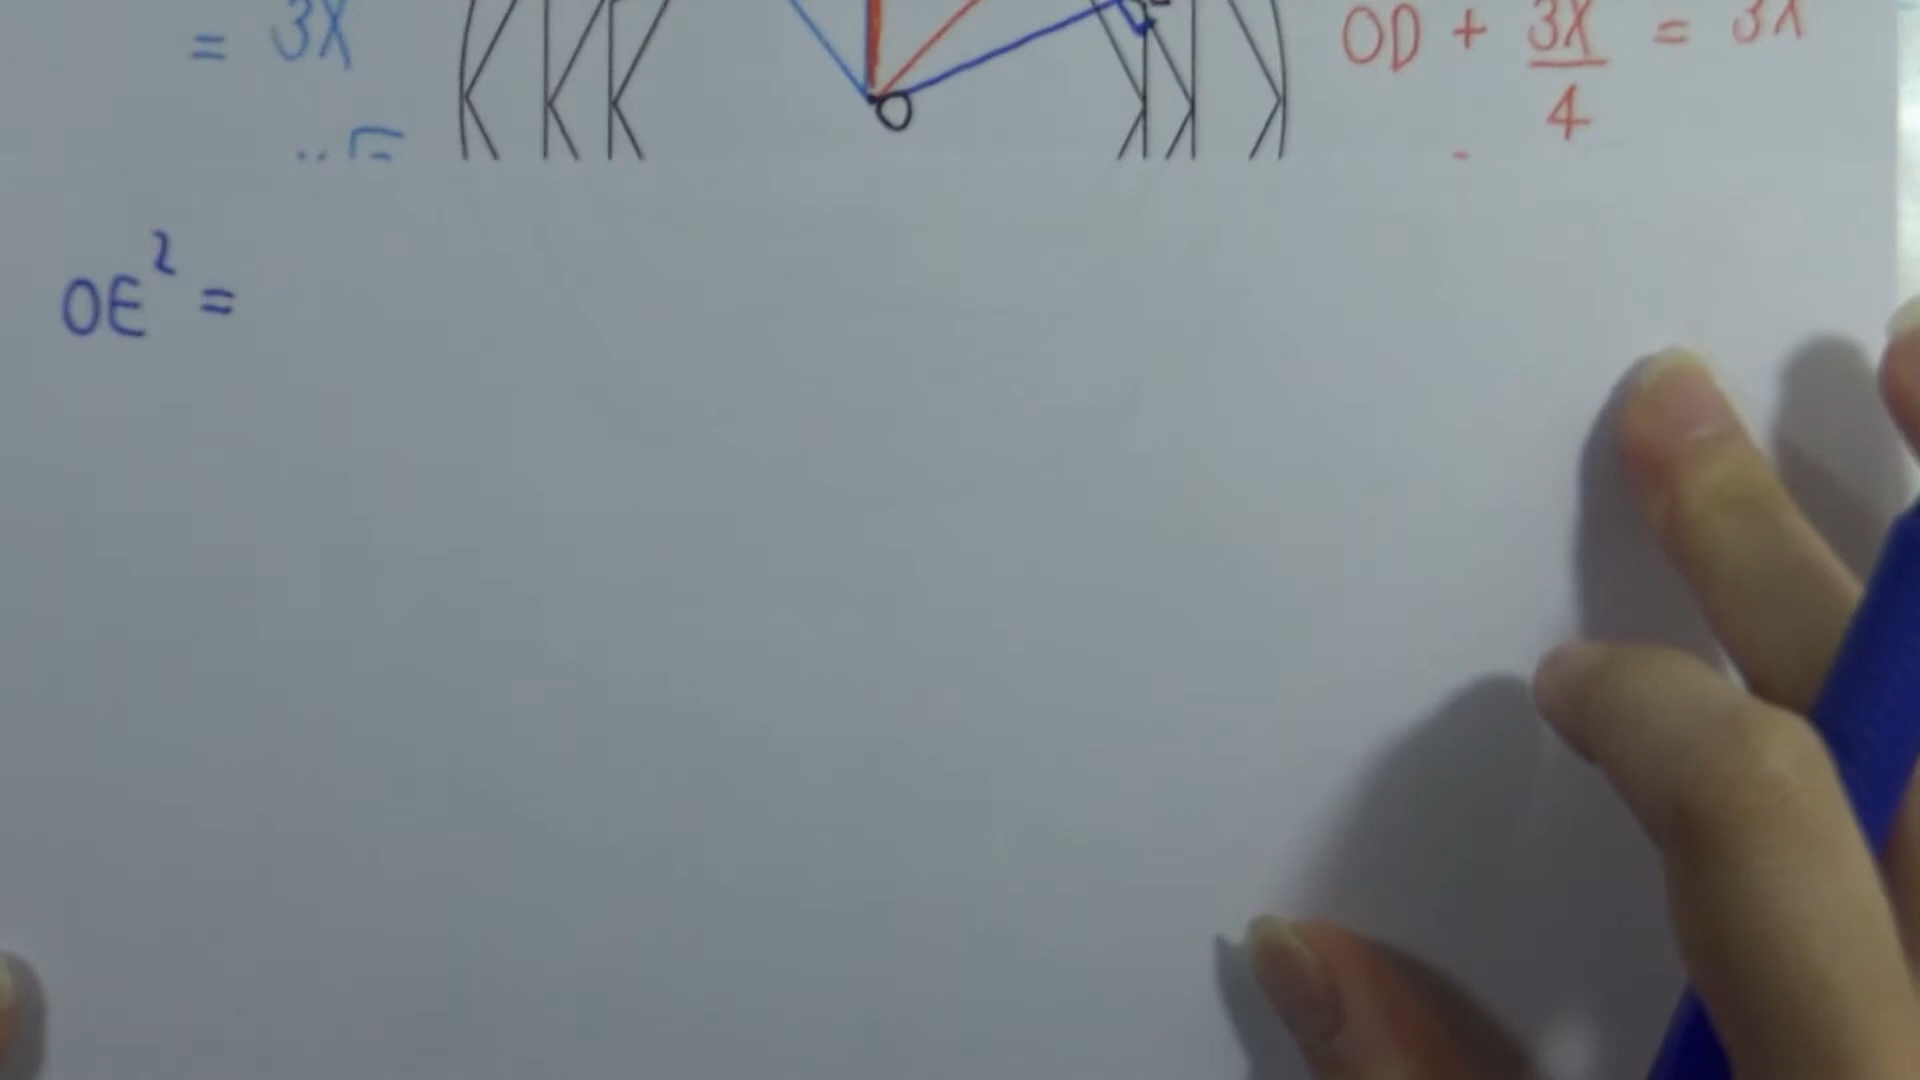 = 3X
OD + 3X/4 = 3X
O
OE² =